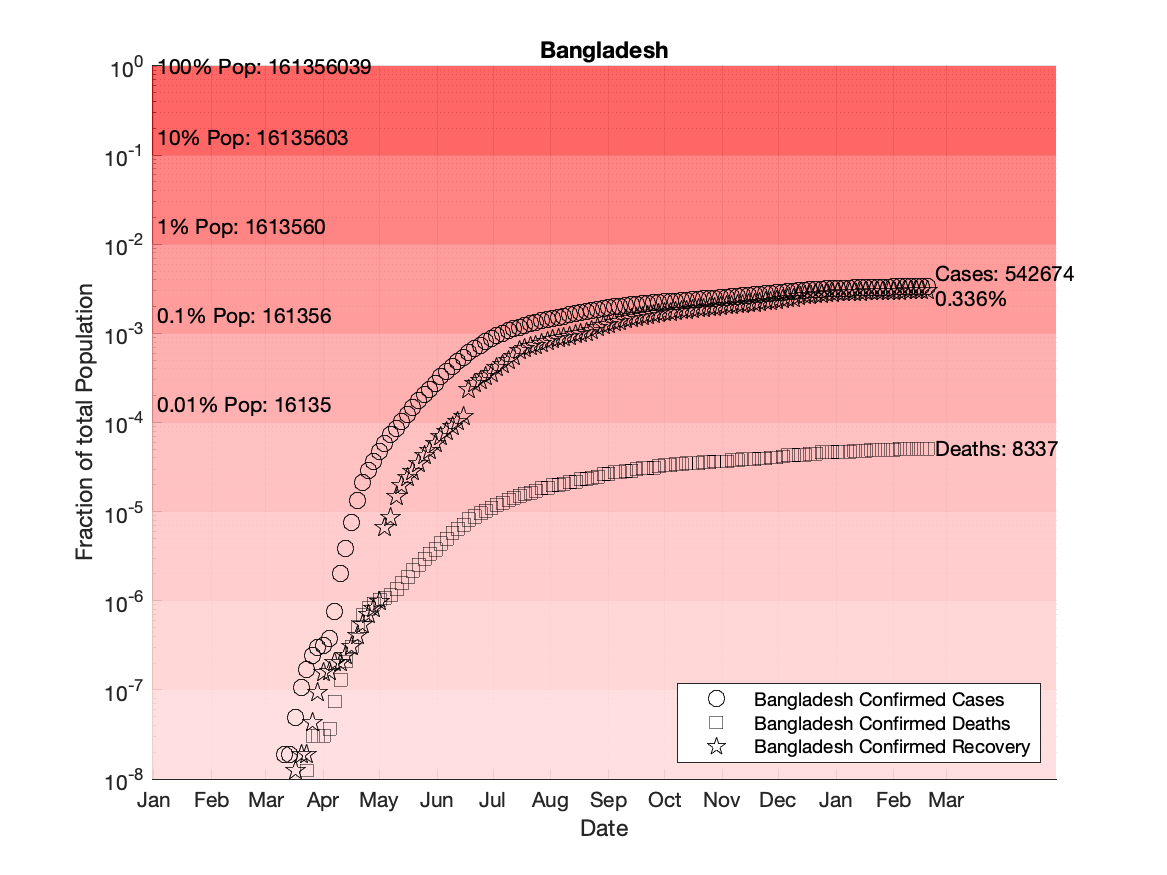 Bangladesh
10^0
100% Pop: 161356039
10% Pop: 16135603
10^-1
1% Pop: 1613560
10^-2
Cases: 542674
0.336%
0.1% Pop: 161356
10^-3
0.01% Pop: 16135
10^-4
Deaths: 8337
10^-5
10^-6
10^-7
10^-8
Fraction of total Population
Bangladesh Confirmed Cases
Bangladesh Confirmed Deaths
Bangladesh Confirmed Recovery
Jan Feb Mar Apr May Jun Jul Aug Sep Oct Nov Dec Jan Feb Mar
Date